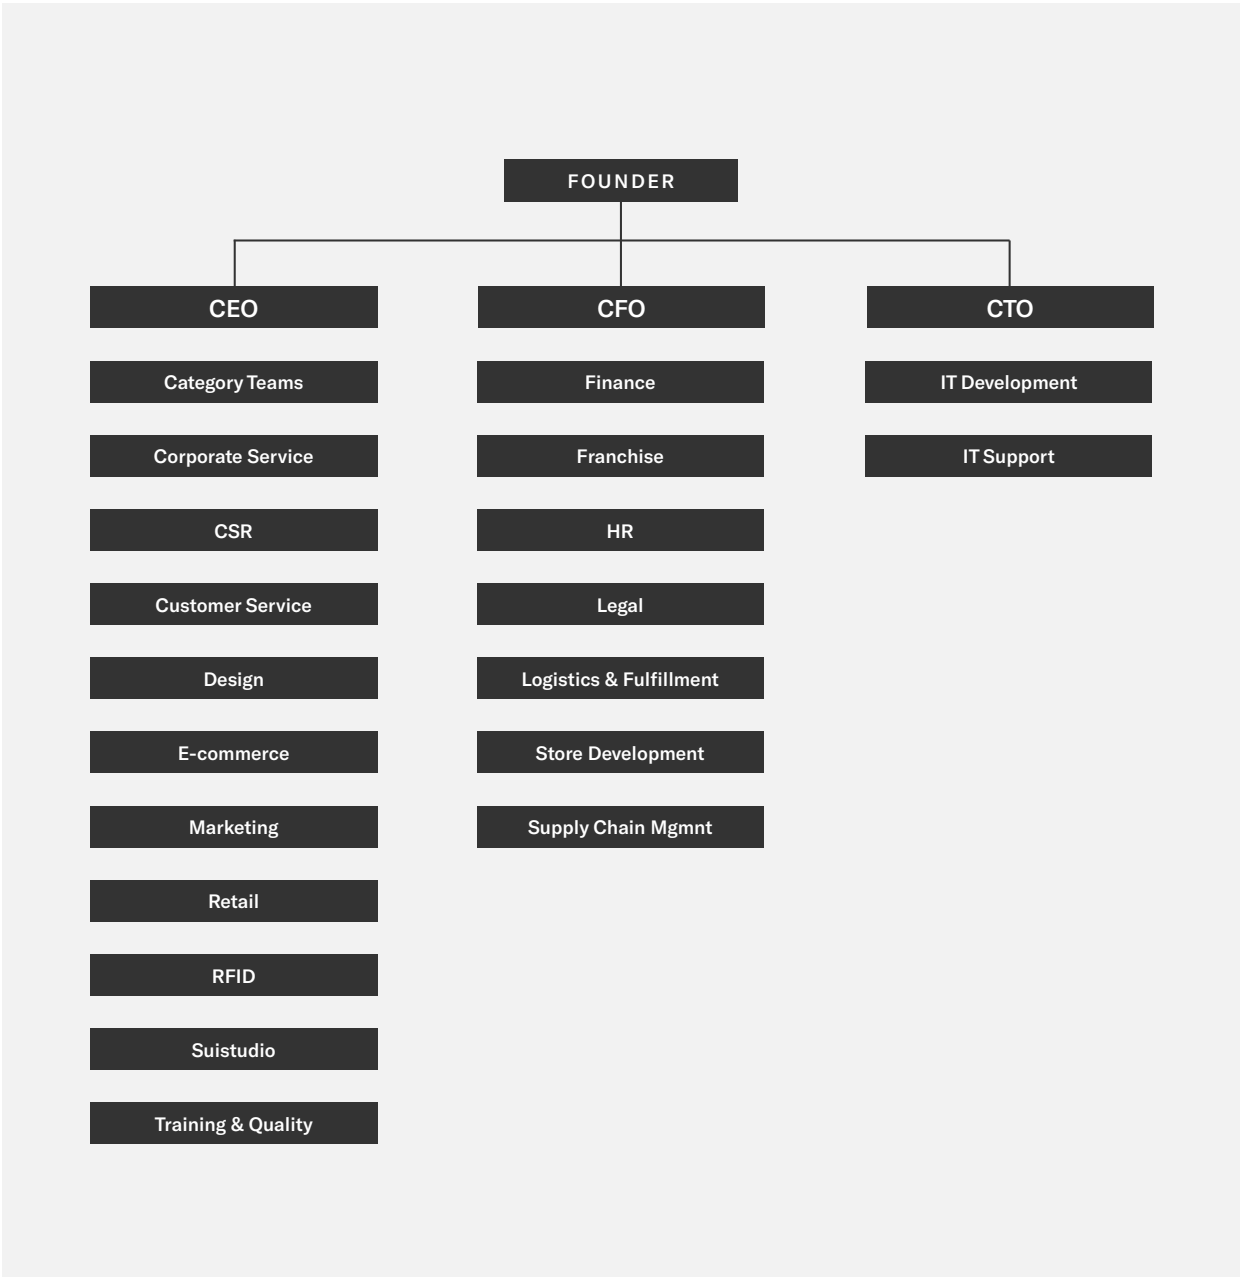 FOUNDER
CEO
Category Teams
Corporate Service
CSR
Customer Service
Design
E-commerce
Marketing
Retail
RFID
Suistudio
Training & Quality
CFO
Finance
Franchise
HR
Legal
Logistics & Fulfillment
Store Development
Supply Chain Mgmnt
CTO
IT Development
IT Support